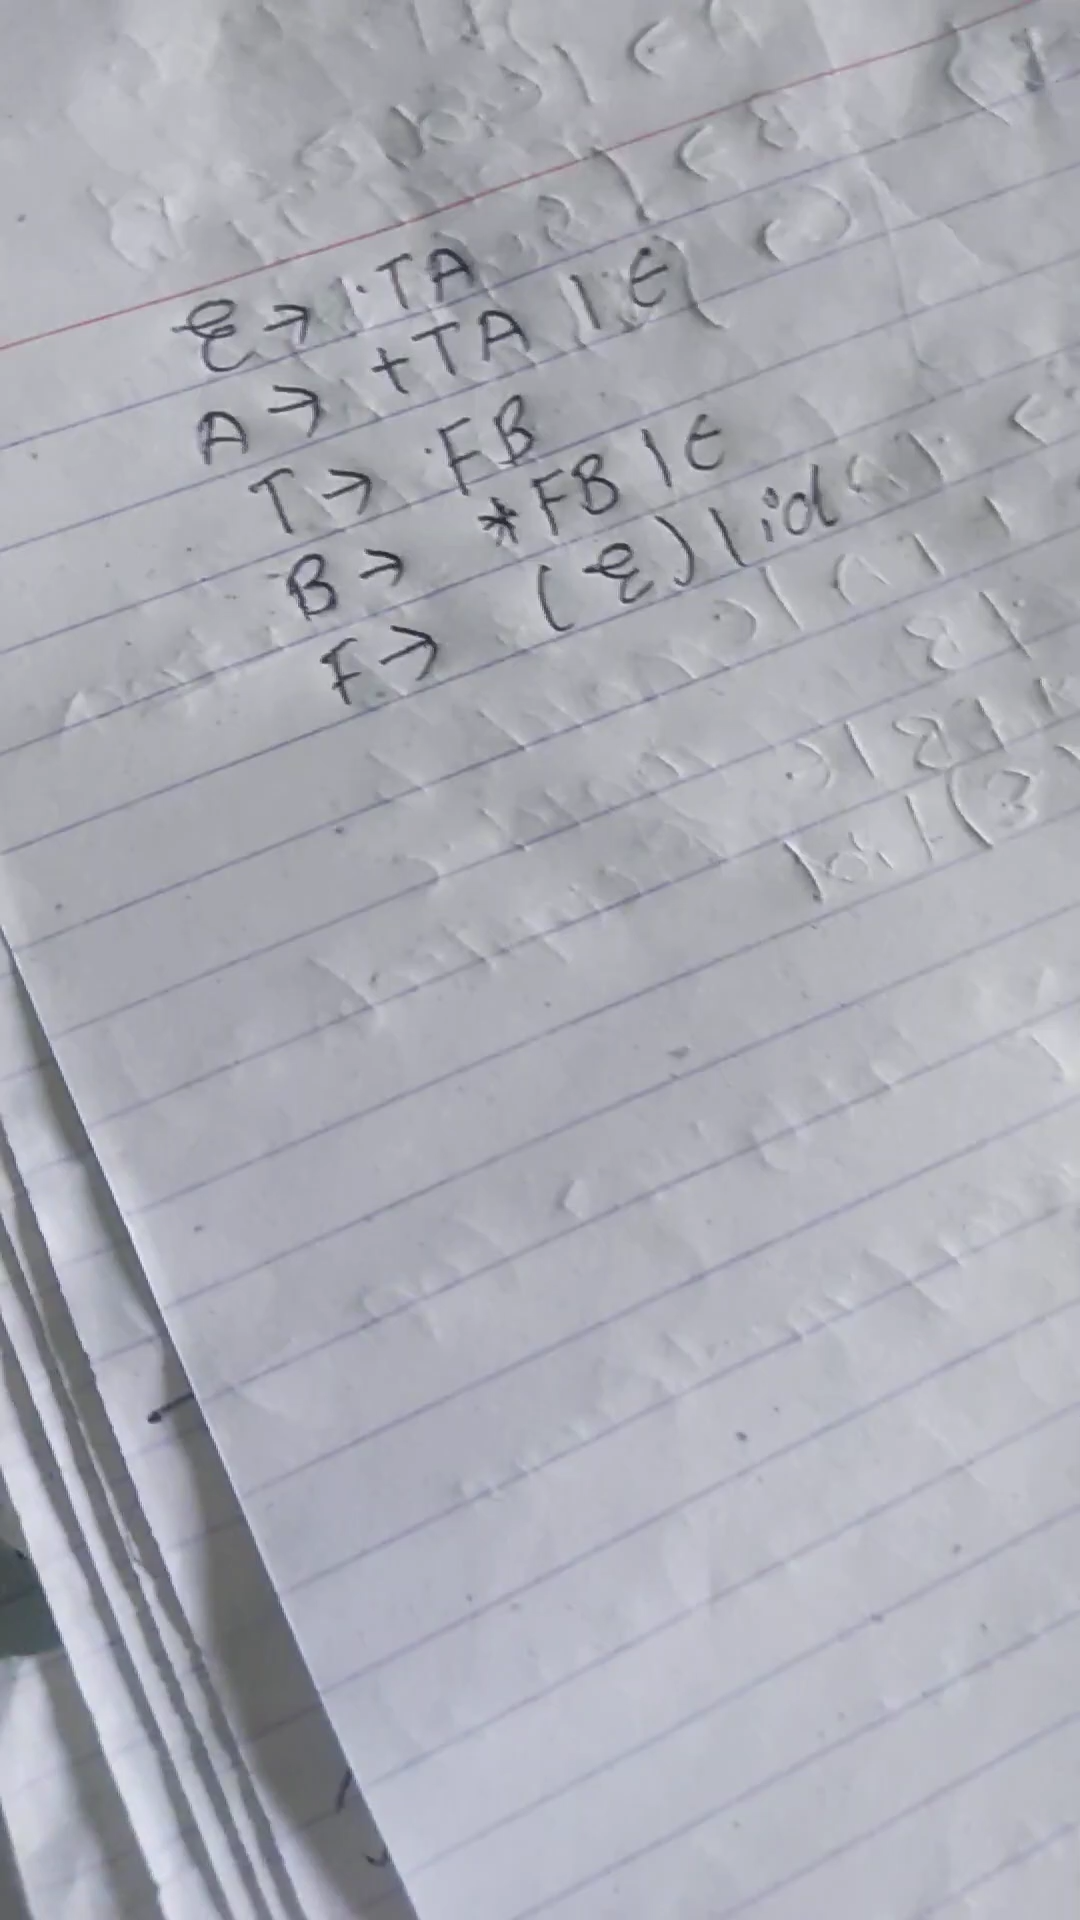 E → TA
A → +TA | ε
T → FB
B → *FB | ε
F → (E) | id